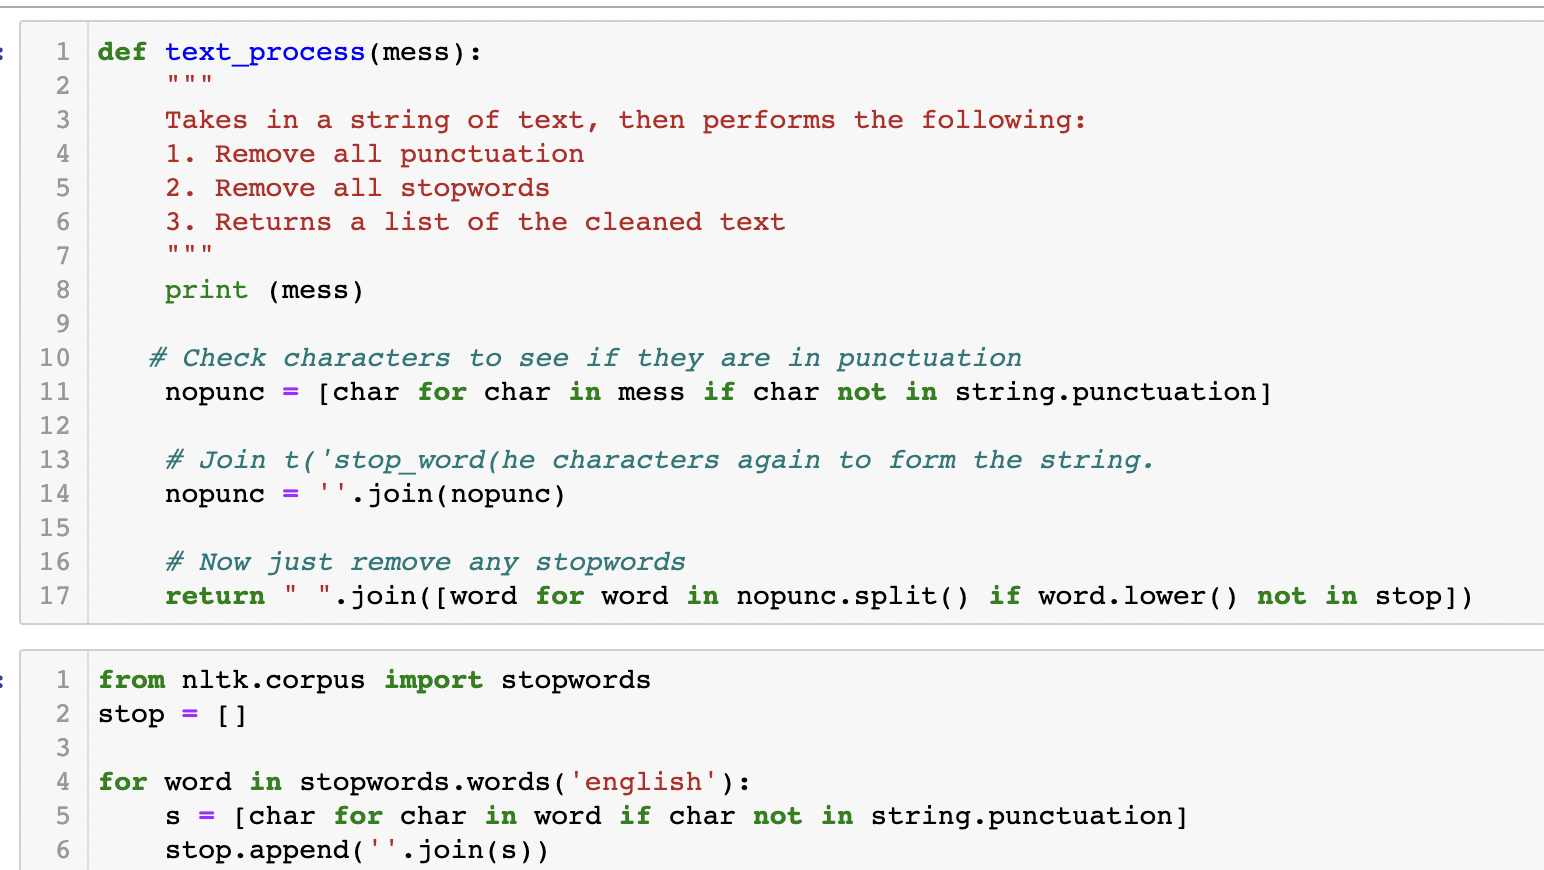 :
1 def text_process(mess):
2     """
3     Takes in a string of text, then performs the following:
4     1. Remove all punctuation
5     2. Remove all stopwords
6     3. Returns a list of the cleaned text
7     """
8     print (mess)
9
10    # Check characters to see if they are in punctuation
11     nopunc = [char for char in mess if char not in string.punctuation]
12
13     # Join t('stop_word(he characters again to form the string.
14     nopunc = ''.join(nopunc)
15
16     # Now just remove any stopwords
17     return " ".join([word for word in nopunc.split() if word.lower() not in stop])
:
1 from nltk.corpus import stopwords
2 stop = []
3
4 for word in stopwords.words('english'):
5     s = [char for char in word if char not in string.punctuation]
6     stop.append(''.join(s))